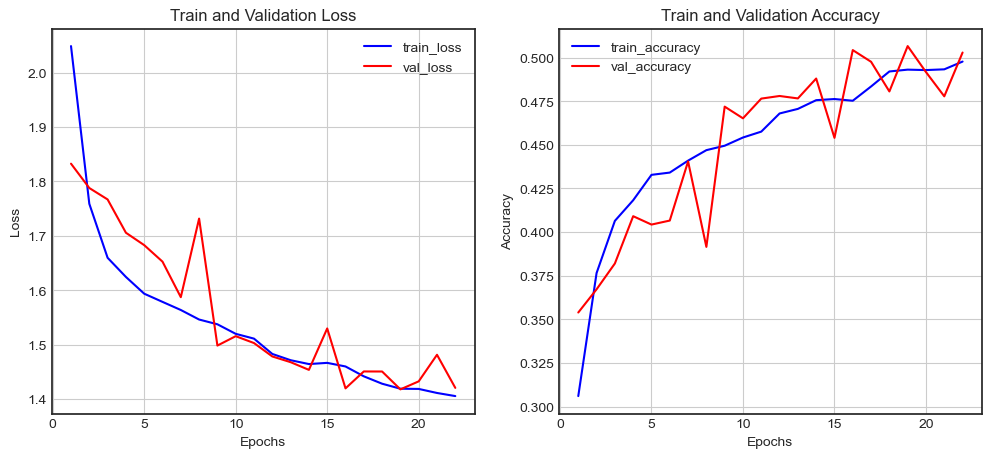 Train and Validation Loss
train_loss
val_loss
2.0
1.9
1.8
1.7
1.6
1.5
1.4
Loss
0
5
10
15
20
Epochs
Train and Validation Accuracy
train_accuracy
val_accuracy
0.500
0.475
0.450
0.425
0.400
0.375
0.350
0.325
0.300
Accuracy
0
5
10
15
20
Epochs